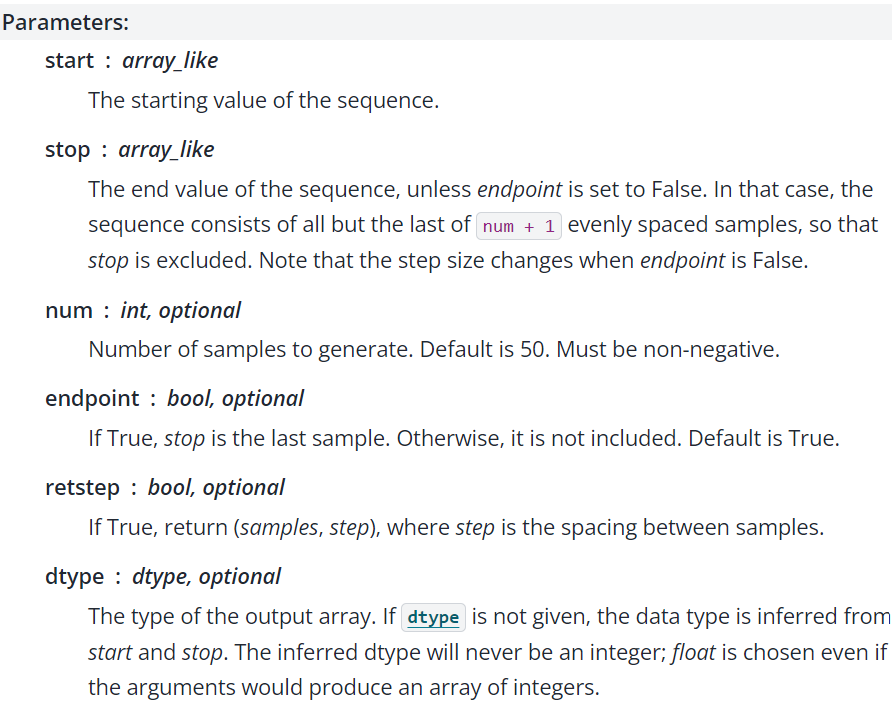 Parameters:
start : array_like
The starting value of the sequence.
stop : array_like
The end value of the sequence, unless endpoint is set to False. In that case, the
sequence consists of all but the last of num + 1 evenly spaced samples, so that
stop is excluded. Note that the step size changes when endpoint is False.
num : int, optional
Number of samples to generate. Default is 50. Must be non-negative.
endpoint : bool, optional
If True, stop is the last sample. Otherwise, it is not included. Default is True.
retstep : bool, optional
If True, return (samples, step), where step is the spacing between samples.
dtype : dtype, optional
The type of the output array. If dtype is not given, the data type is inferred from
start and stop. The inferred dtype will never be an integer; float is chosen even if
the arguments would produce an array of integers.